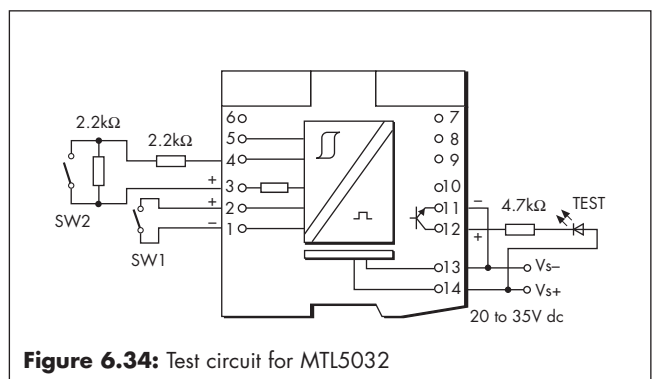 2.2kΩ
2.2kΩ
SW2
SW1
+
+
–
6
5
4
3
2
1
7
8
9
10
11
12
13
14
–
+
4.7kΩ
TEST
Vs–
Vs+
20 to 35V dc
Figure 6.34: Test circuit for MTL5032